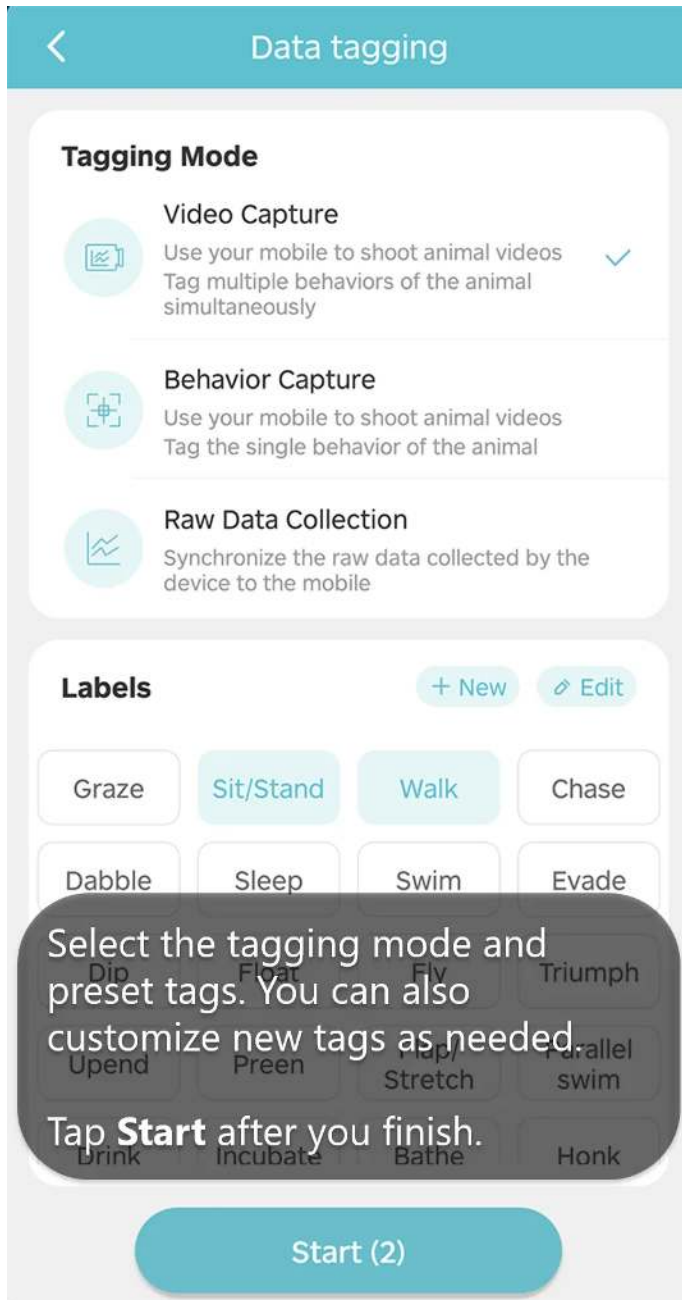 Data tagging
Tagging Mode
Video Capture
Use your mobile to shoot animal videos
Tag multiple behaviors of the animal
simultaneously
Behavior Capture
Use your mobile to shoot animal videos
Tag the single behavior of the animal
Raw Data Collection
Synchronize the raw data collected by the
device to the mobile
Labels
+ New
Edit
Graze
Sit/Stand
Walk
Chase
Dabble
Sleep
Swim
Evade
Select the tagging mode and
preset tags. You can also
customize new tags as needed.
Tap Start after you finish.
Dip
Float
Fly
Triumph
Upend
Preen
Flap/
Stretch
Parallel
swim
Drink
Incubate
Bathe
Honk
Start (2)